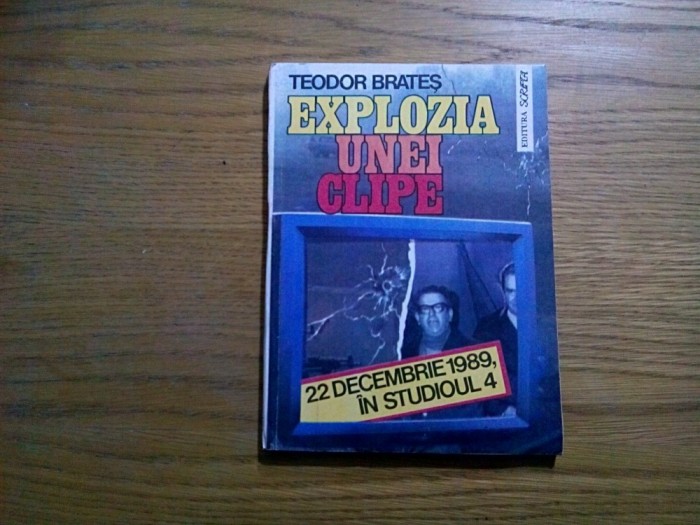 TEODOR BRATEȘ
EXPLOZIA
UNEI
CLIPE
EDITURA SCRIPTA
22 DECEMBRIE 1989,
ÎN STUDIOUL 4